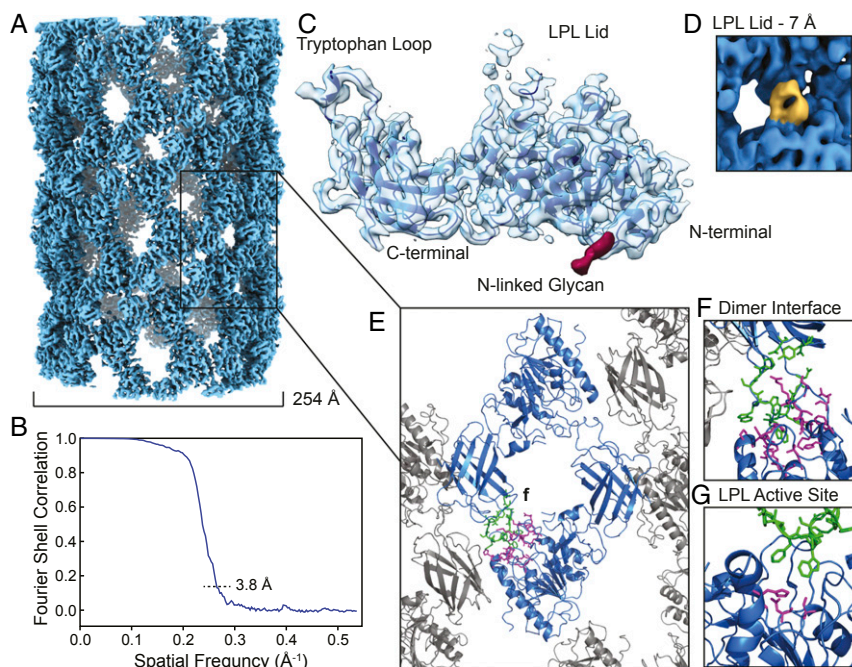 A
254 Å
B
Fourier Shell Correlation
1.0
0.8
0.6
0.4
0.2
0.0
3.8 Å
0.0 0.1 0.2 0.3 0.4 0.5
Spatial Frequncy (Å-1)
C
Tryptophan Loop
LPL Lid
C-terminal
N-terminal
N-linked Glycan
D
LPL Lid - 7 Å
E
f
F
Dimer Interface
G
LPL Active Site